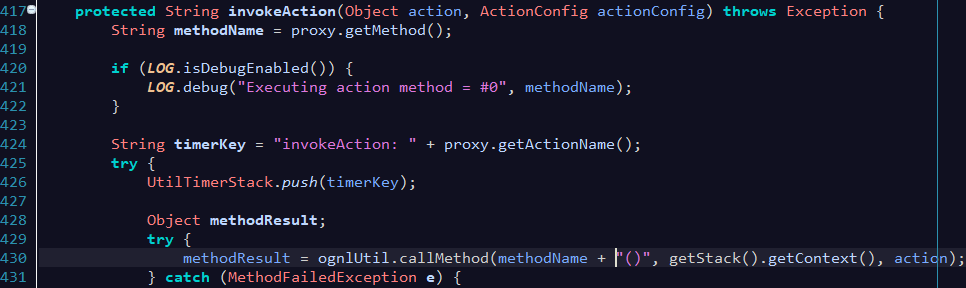 417 protected String invokeAction(Object action, ActionConfig actionConfig) throws Exception {
418 String methodName = proxy.getMethod();
419
420 if (LOG.isDebugEnabled()) {
421 LOG.debug("Executing action method = #0", methodName);
422 }
423
424 String timerKey = "invokeAction: " + proxy.getActionName();
425 try {
426 UtilTimerStack.push(timerKey);
427
428 Object methodResult;
429 try {
430 methodResult = ognlUtil.callMethod(methodName + "()", getStack().getContext(), action);
431 } catch (MethodFailedException e) {